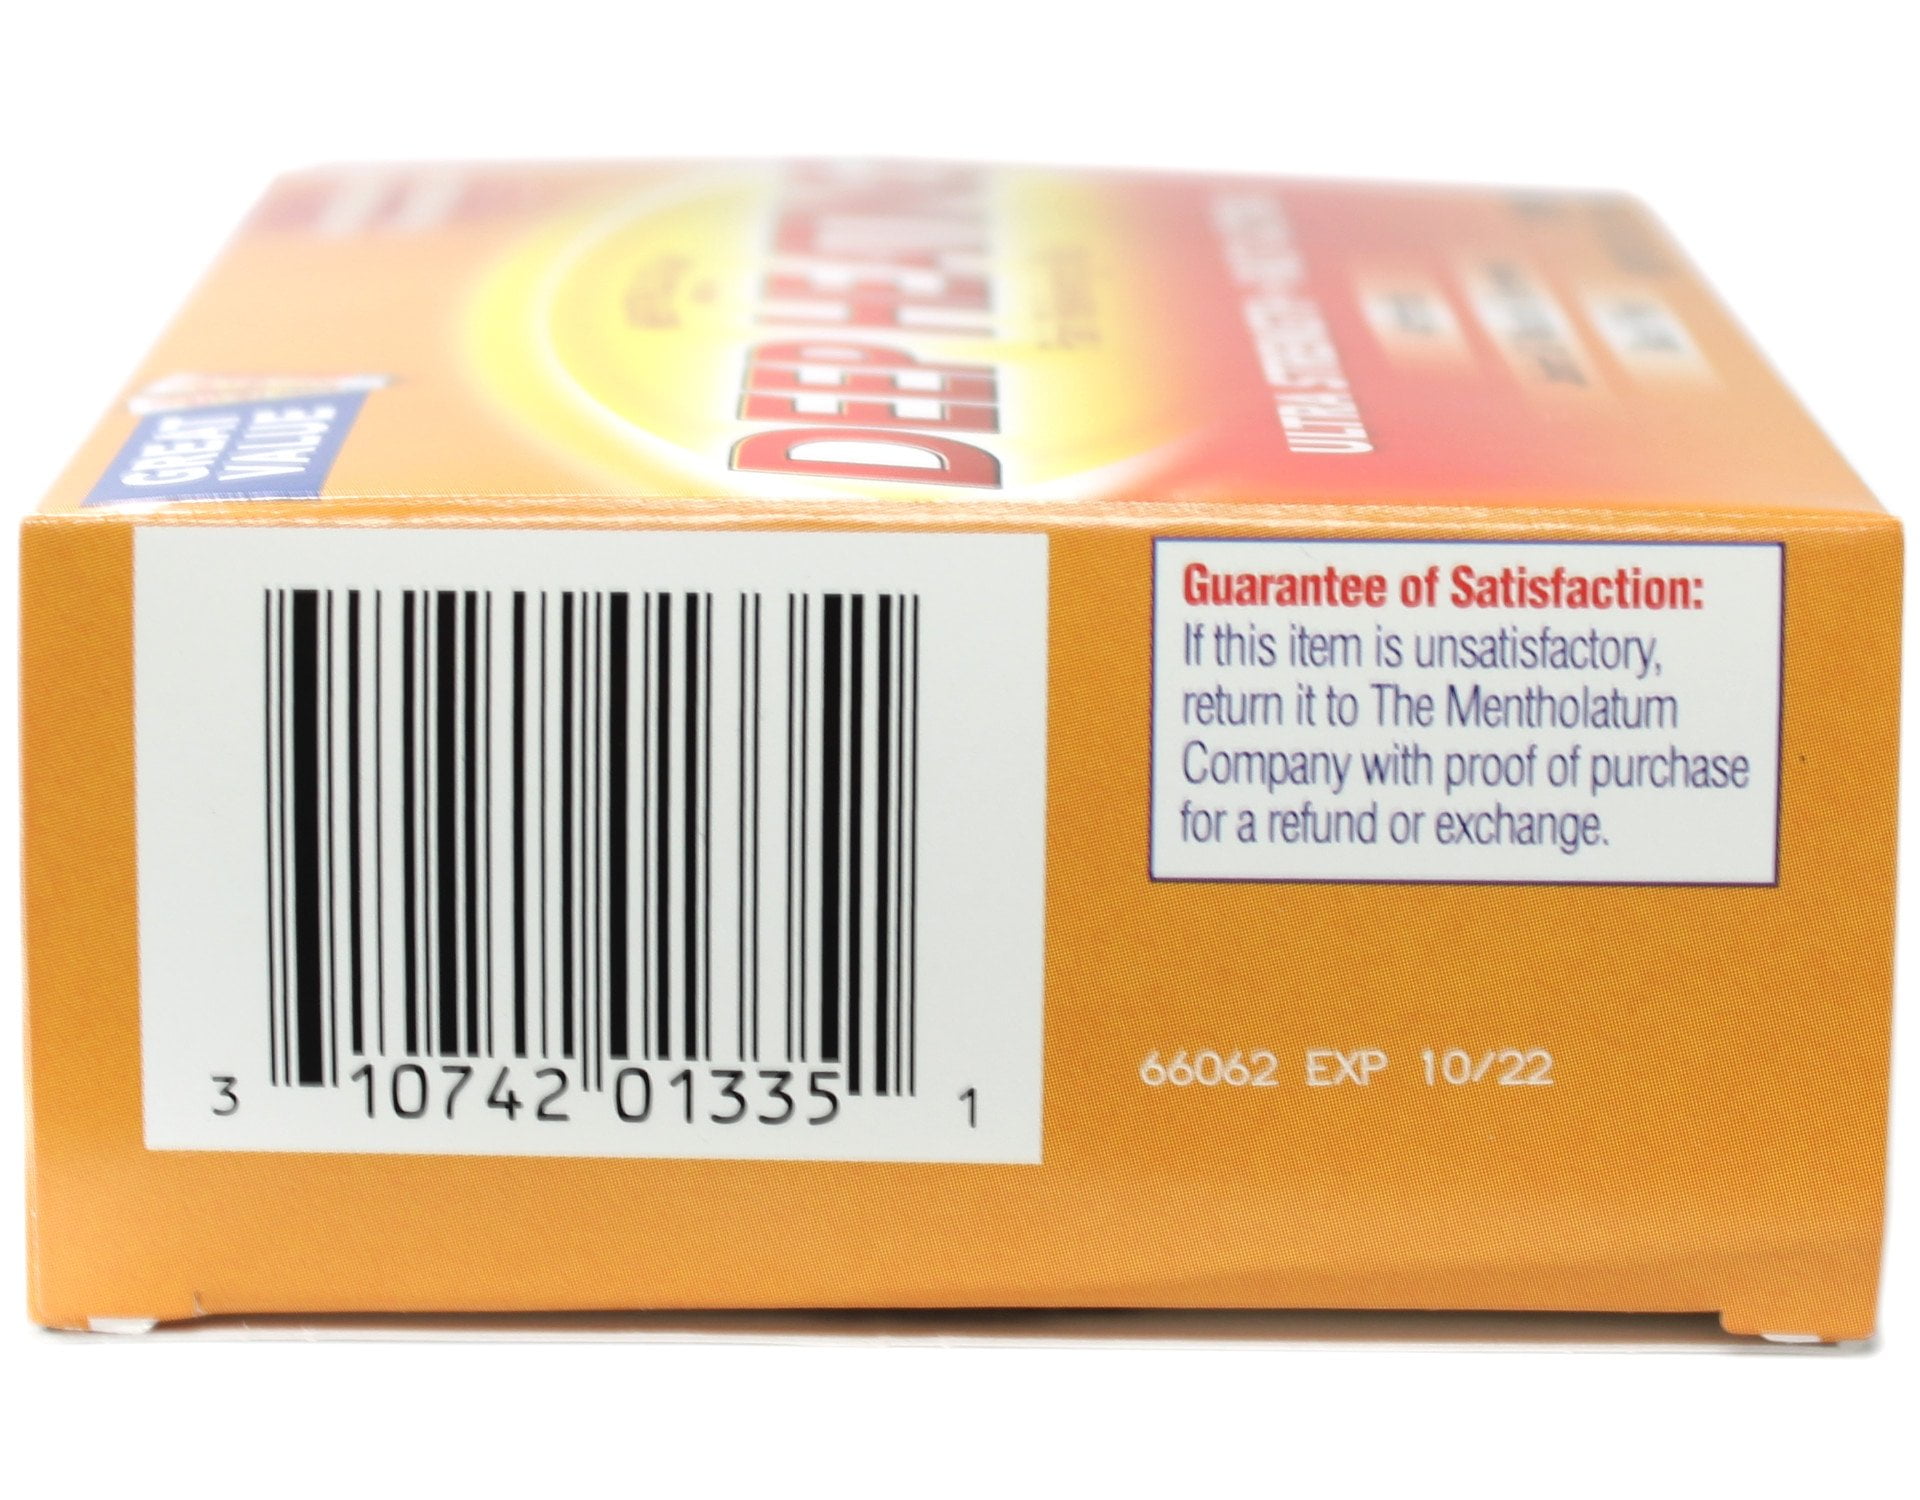 GREAT
VALUE
DEEP
ULTRA STRENGTH
3 10742 01335 1
Guarantee of Satisfaction:
If this item is unsatisfactory,
return it to The Mentholatum
Company with proof of purchase
for a refund or exchange.
66062 EXP 10/22